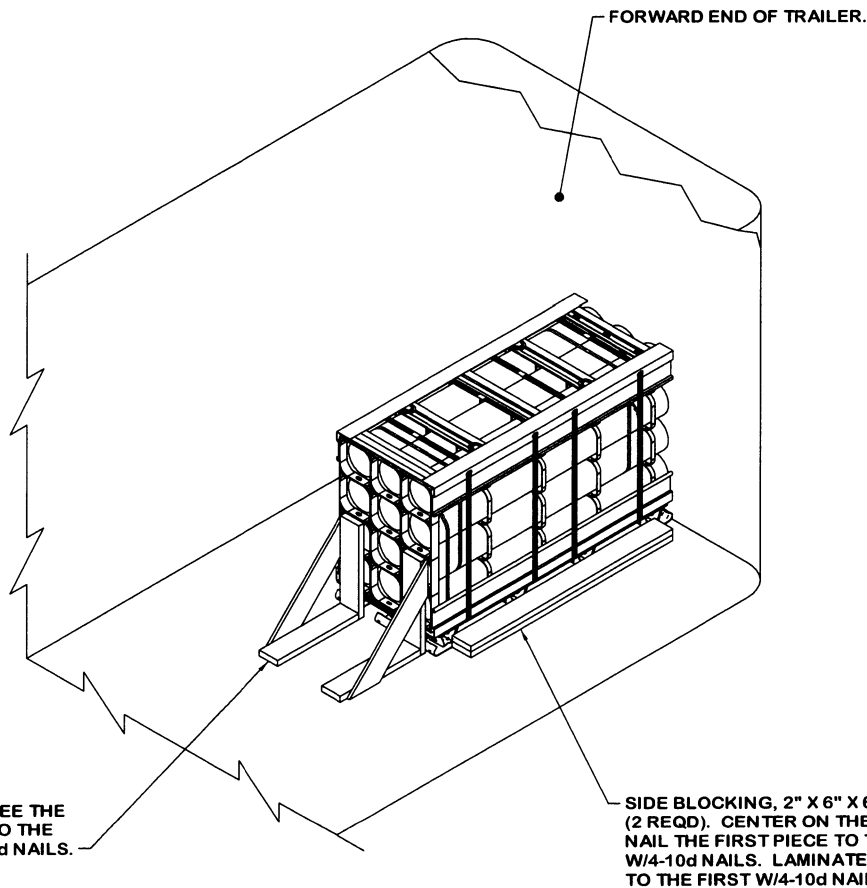 FORWARD END OF TRAILER.
EE THE
O THE
d NAILS.
SIDE BLOCKING, 2" X 6" X 6
(2 REQD). CENTER ON THE
NAIL THE FIRST PIECE TO
W/4-10d NAILS. LAMINATE
TO THE FIRST W/4-10d NAIL